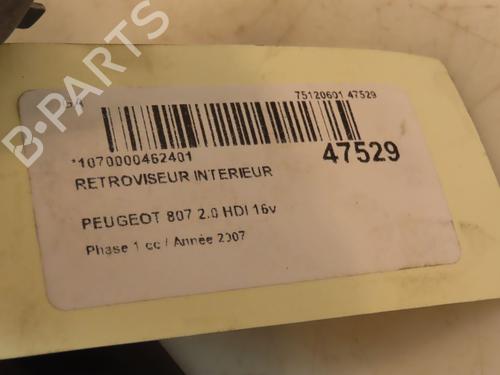 75120601 47529
*1070000462401
47529
RETROVISEUR INTERIEUR
PEUGEOT 807 2.0 HDI 16v
Phase 1 cc / Année 2007
B-PARTS